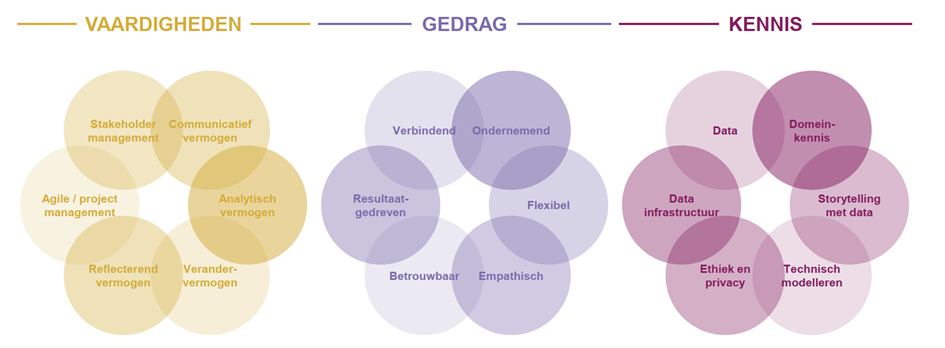 VAARDIGHEDEN
Stakeholder
management
Communicatief
vermogen
Agile / project
management
Analytisch
vermogen
Reflecterend
vermogen
Verander-
vermogen
GEDRAG
Verbindend
Ondernemend
Resultaat-
gedreven
Flexibel
Betrouwbaar
Empathisch
KENNIS
Data
Domein-
kennis
Data
infrastructuur
Storytelling
met data
Ethiek en
privacy
Technisch
modelleren